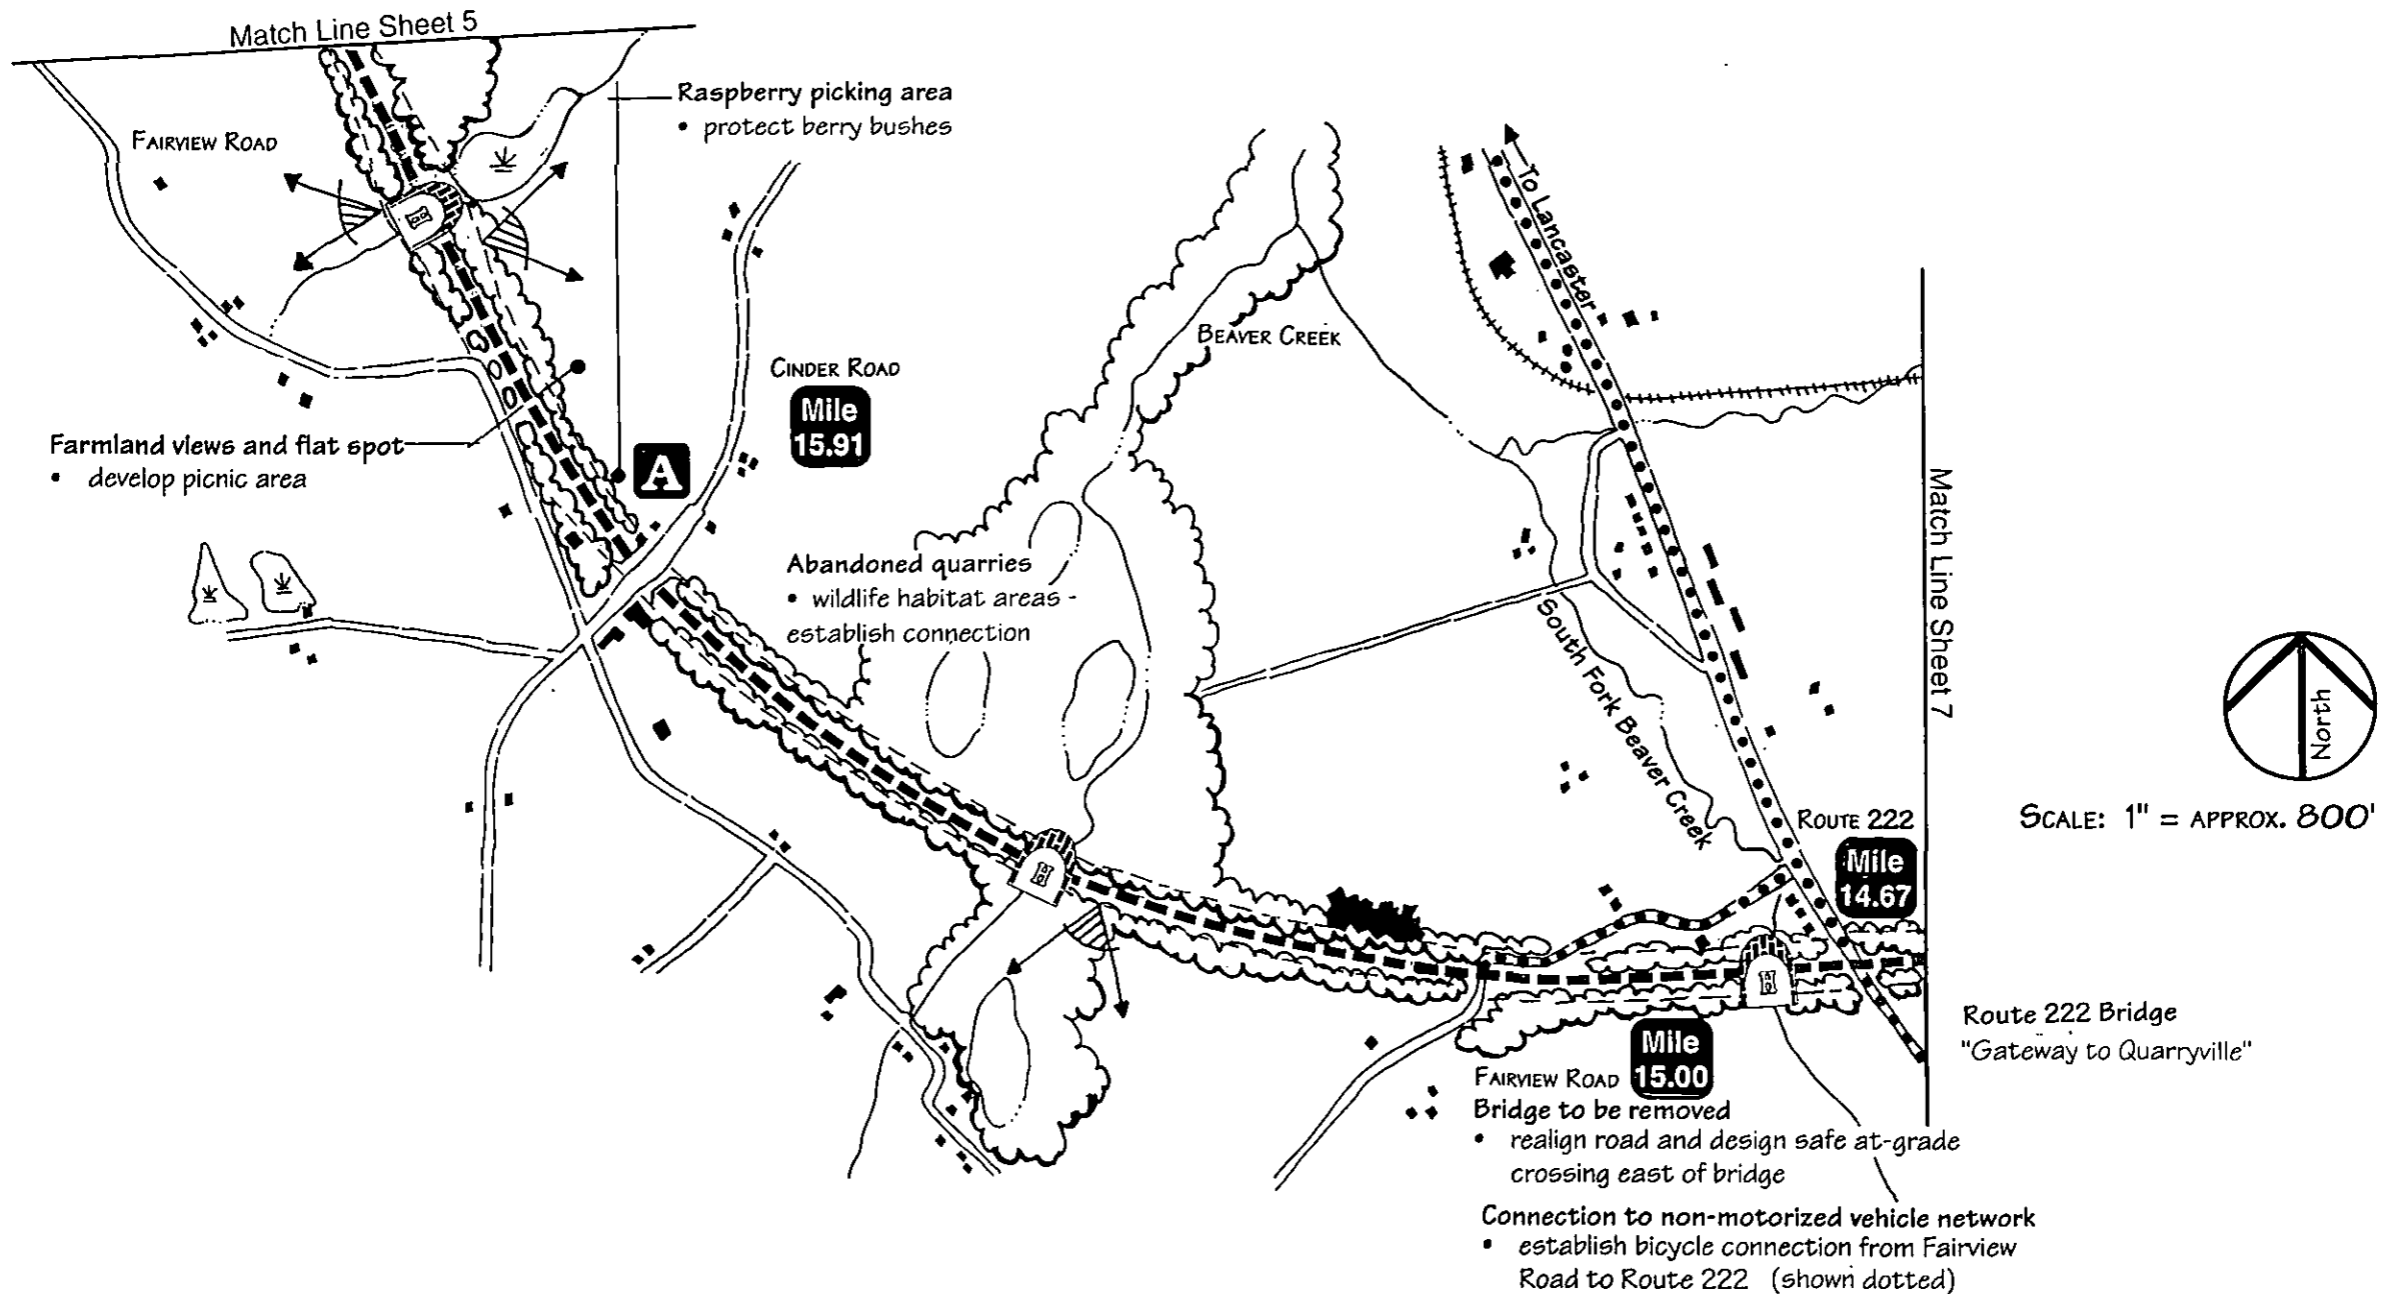 Match Line Sheet 5
Raspberry picking area
• protect berry bushes
FAIRVIEW ROAD
To Lancaster
BEAVER CREEK
CINDER ROAD
Mile
15.91
Farmland views and flat spot
• develop picnic area
A
Match Line Sheet 7
Abandoned quarries
• wildlife habitat areas -
establish connection
South Fork Beaver Creek
North
SCALE: 1" = APPROX. 800'
ROUTE 222
Mile
14.67
Route 222 Bridge
"Gateway to Quarryville"
Mile
15.00
FAIRVIEW ROAD
Bridge to be removed
• realign road and design safe at-grade
crossing east of bridge
Connection to non-motorized vehicle network
• establish bicycle connection from Fairview
Road to Route 222 (shown dotted)